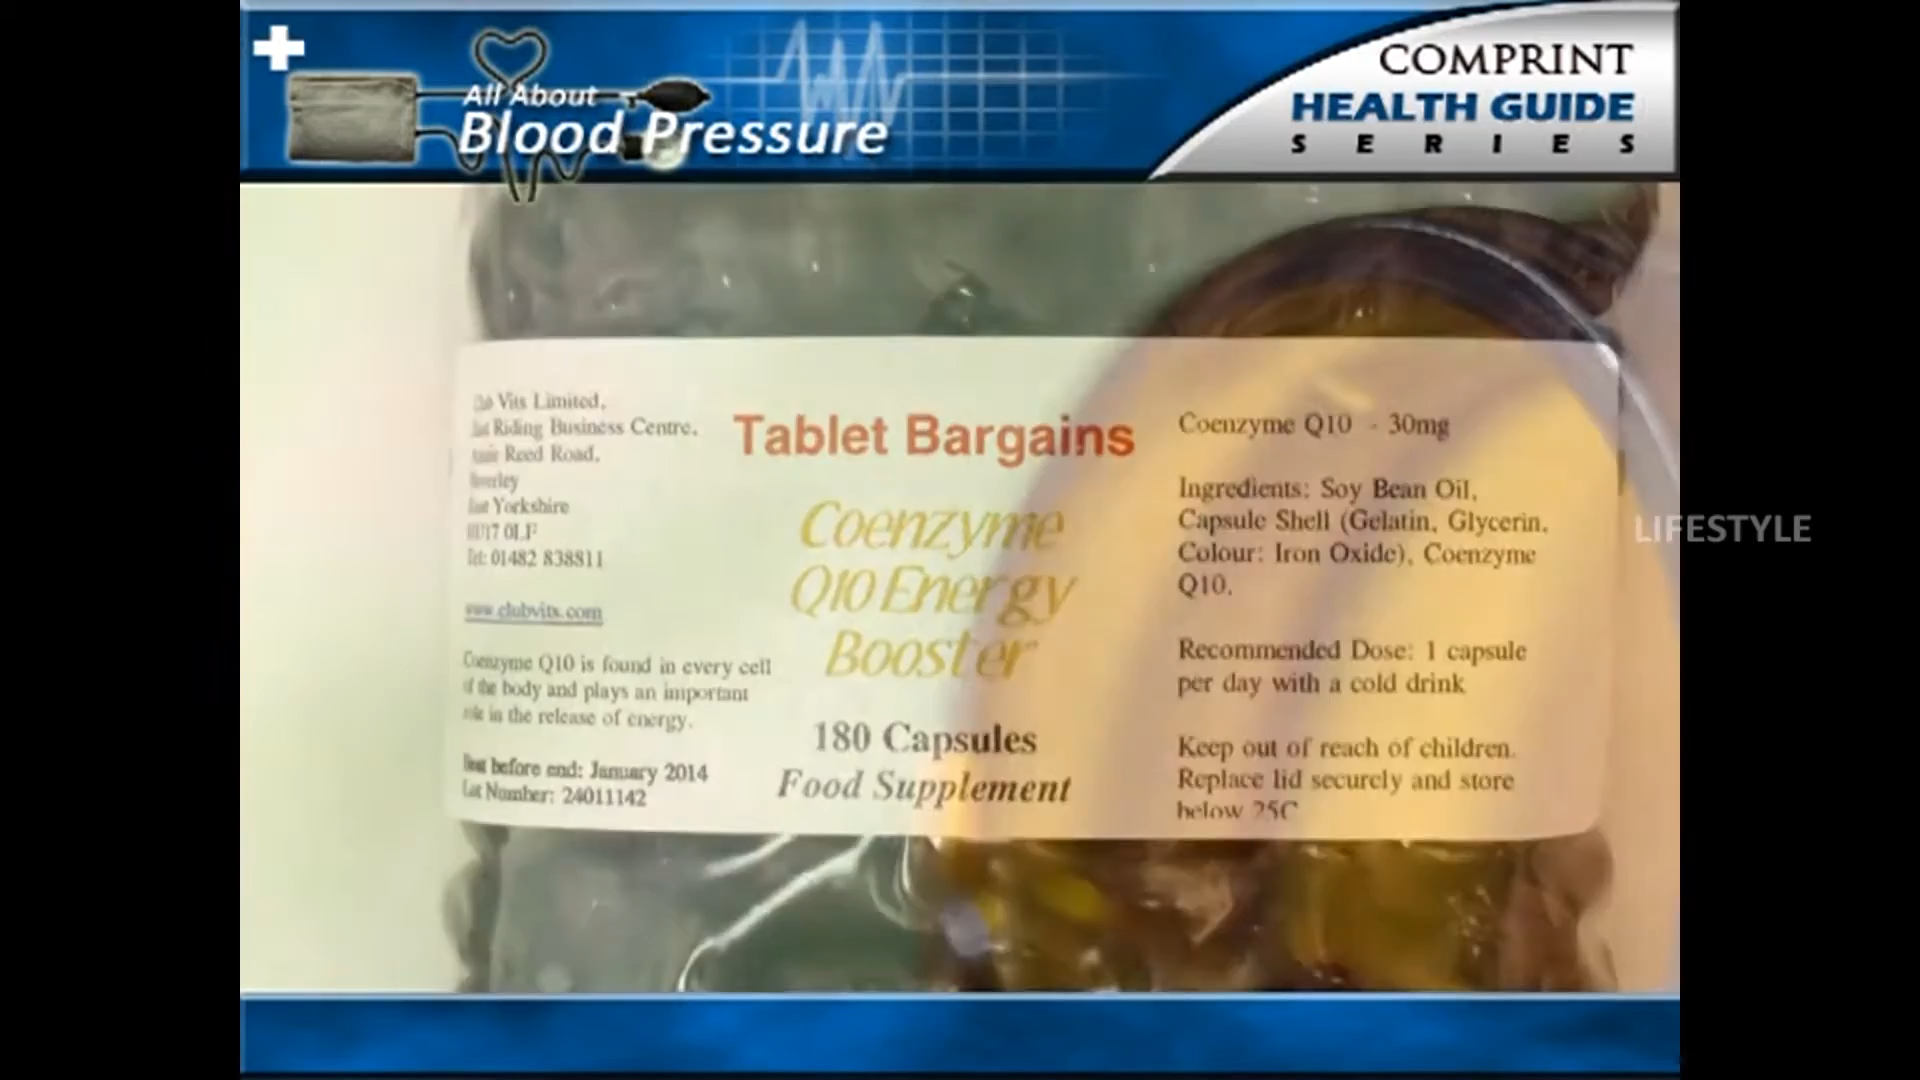 All About
Blood Pressure
COMPRINT
HEALTH GUIDE
SERIES
Vits Limited,
Riding Business Centre,
Reed Road,
Yorkshire
Tel: 01482 838811
www.clubvits.com
Coenzyme Q10 is found in every cell
of the body and plays an important
role in the release of energy.
before end: January 2014
Lot Number: 24011142
Tablet Bargains
Coenzyme
Q10 Energy
Booster
180 Capsules
Food Supplement
Coenzyme Q10 - 30mg
Ingredients: Soy Bean Oil,
Capsule Shell (Gelatin, Glycerin,
Colour: Iron Oxide), Coenzyme
Q10.
Recommended Dose: 1 capsule
per day with a cold drink
Keep out of reach of children.
Replace lid securely and store
below 25C
LIFESTYLE